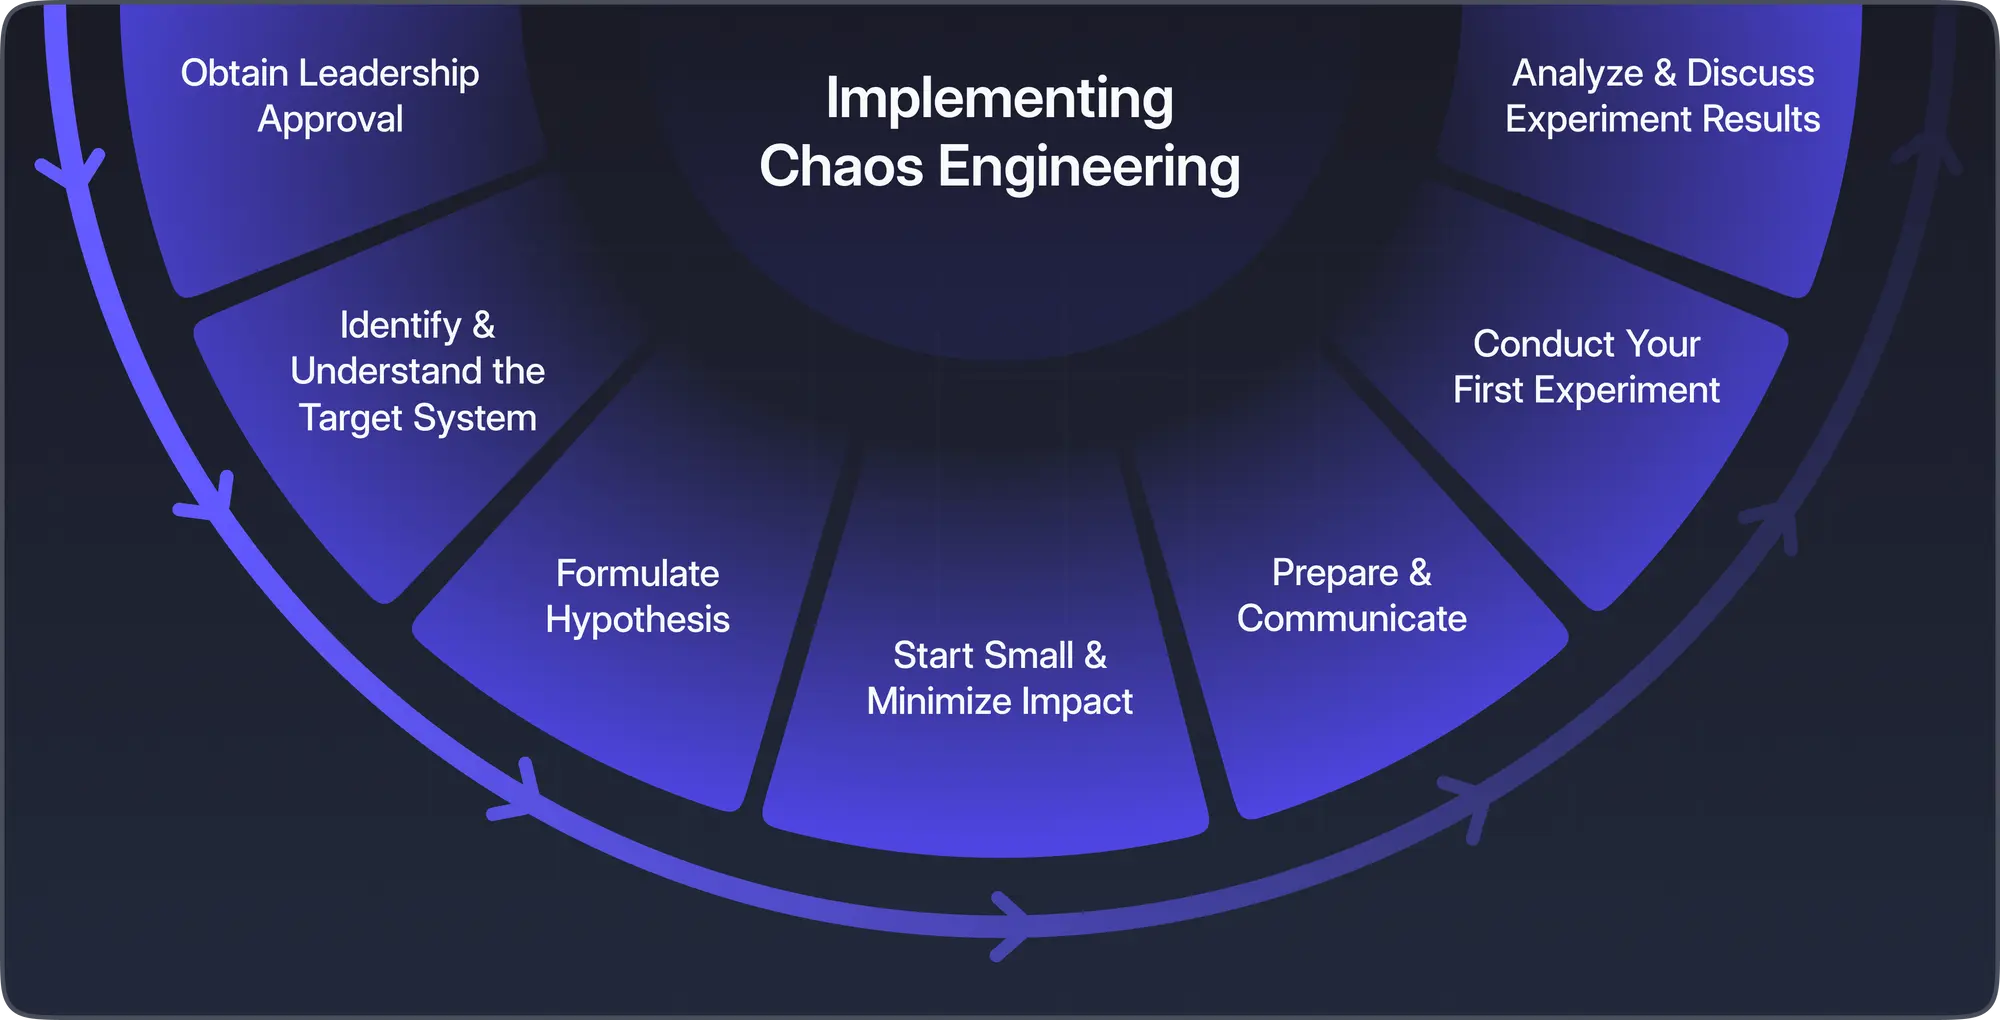 Implementing
Chaos Engineering
Obtain Leadership
Approval
Identify &
Understand the
Target System
Formulate
Hypothesis
Start Small &
Minimize Impact
Prepare &
Communicate
Conduct Your
First Experiment
Analyze & Discuss
Experiment Results